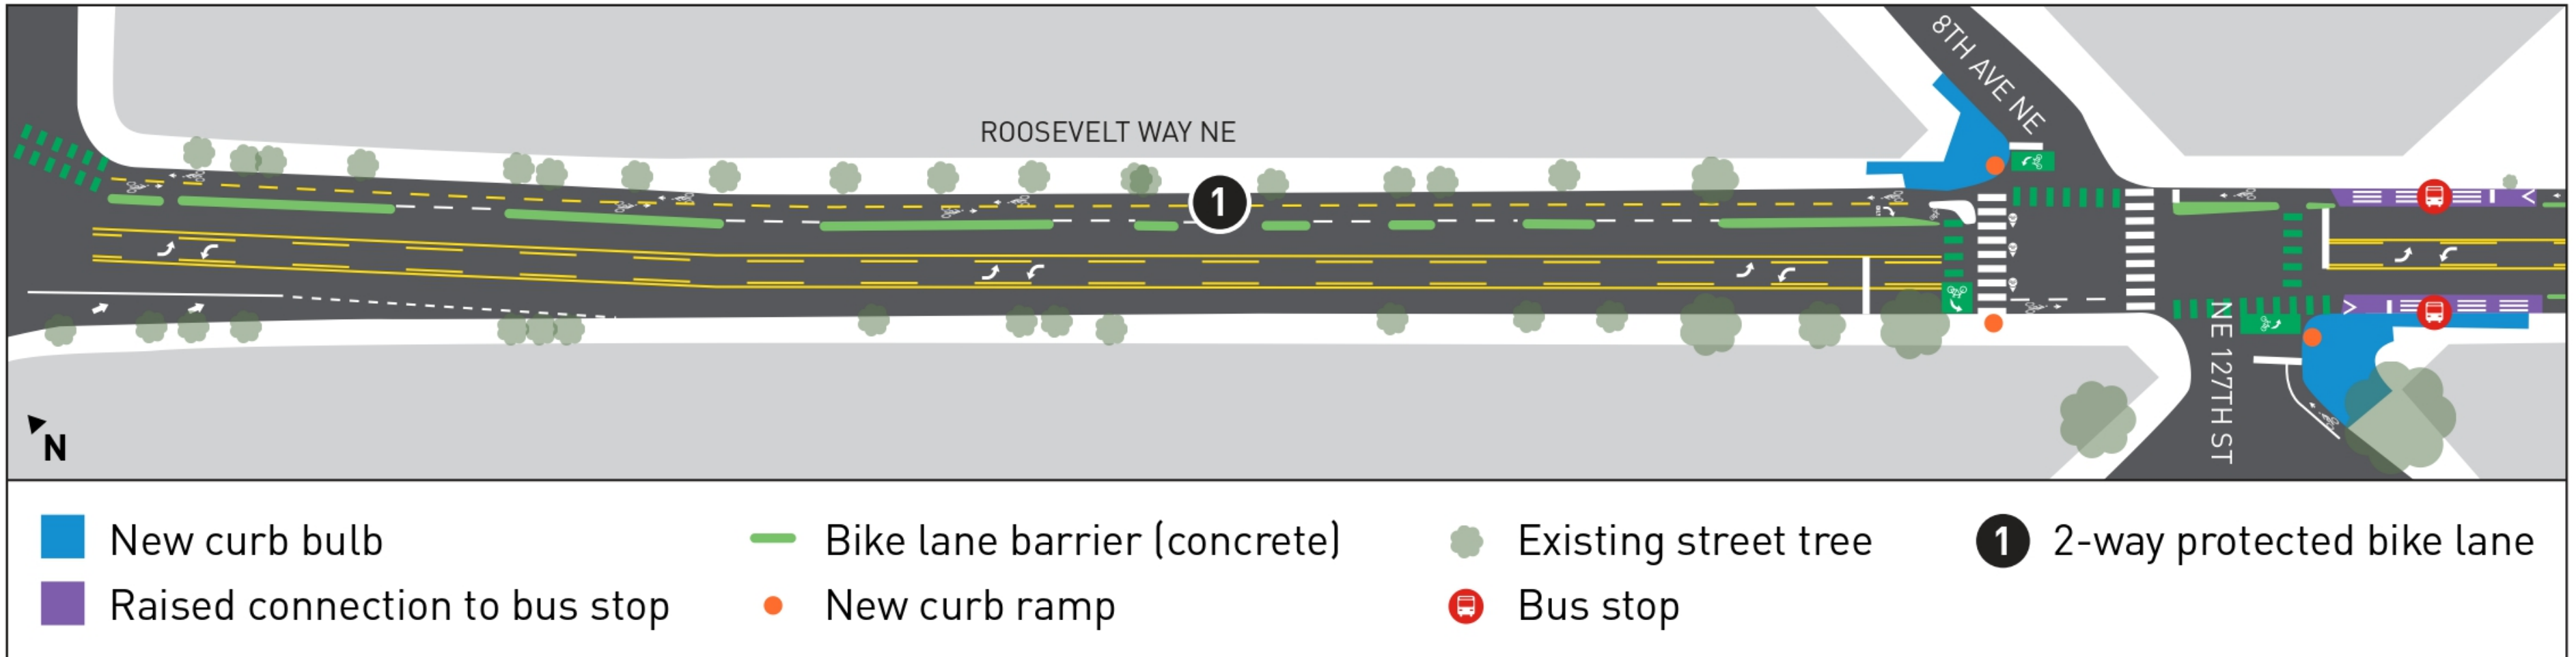 8TH AVE NE
ROOSEVELT WAY NE
1
NE 127TH ST
N
New curb bulb
Bike lane barrier (concrete)
Existing street tree
1 2-way protected bike lane
Raised connection to bus stop
New curb ramp
Bus stop